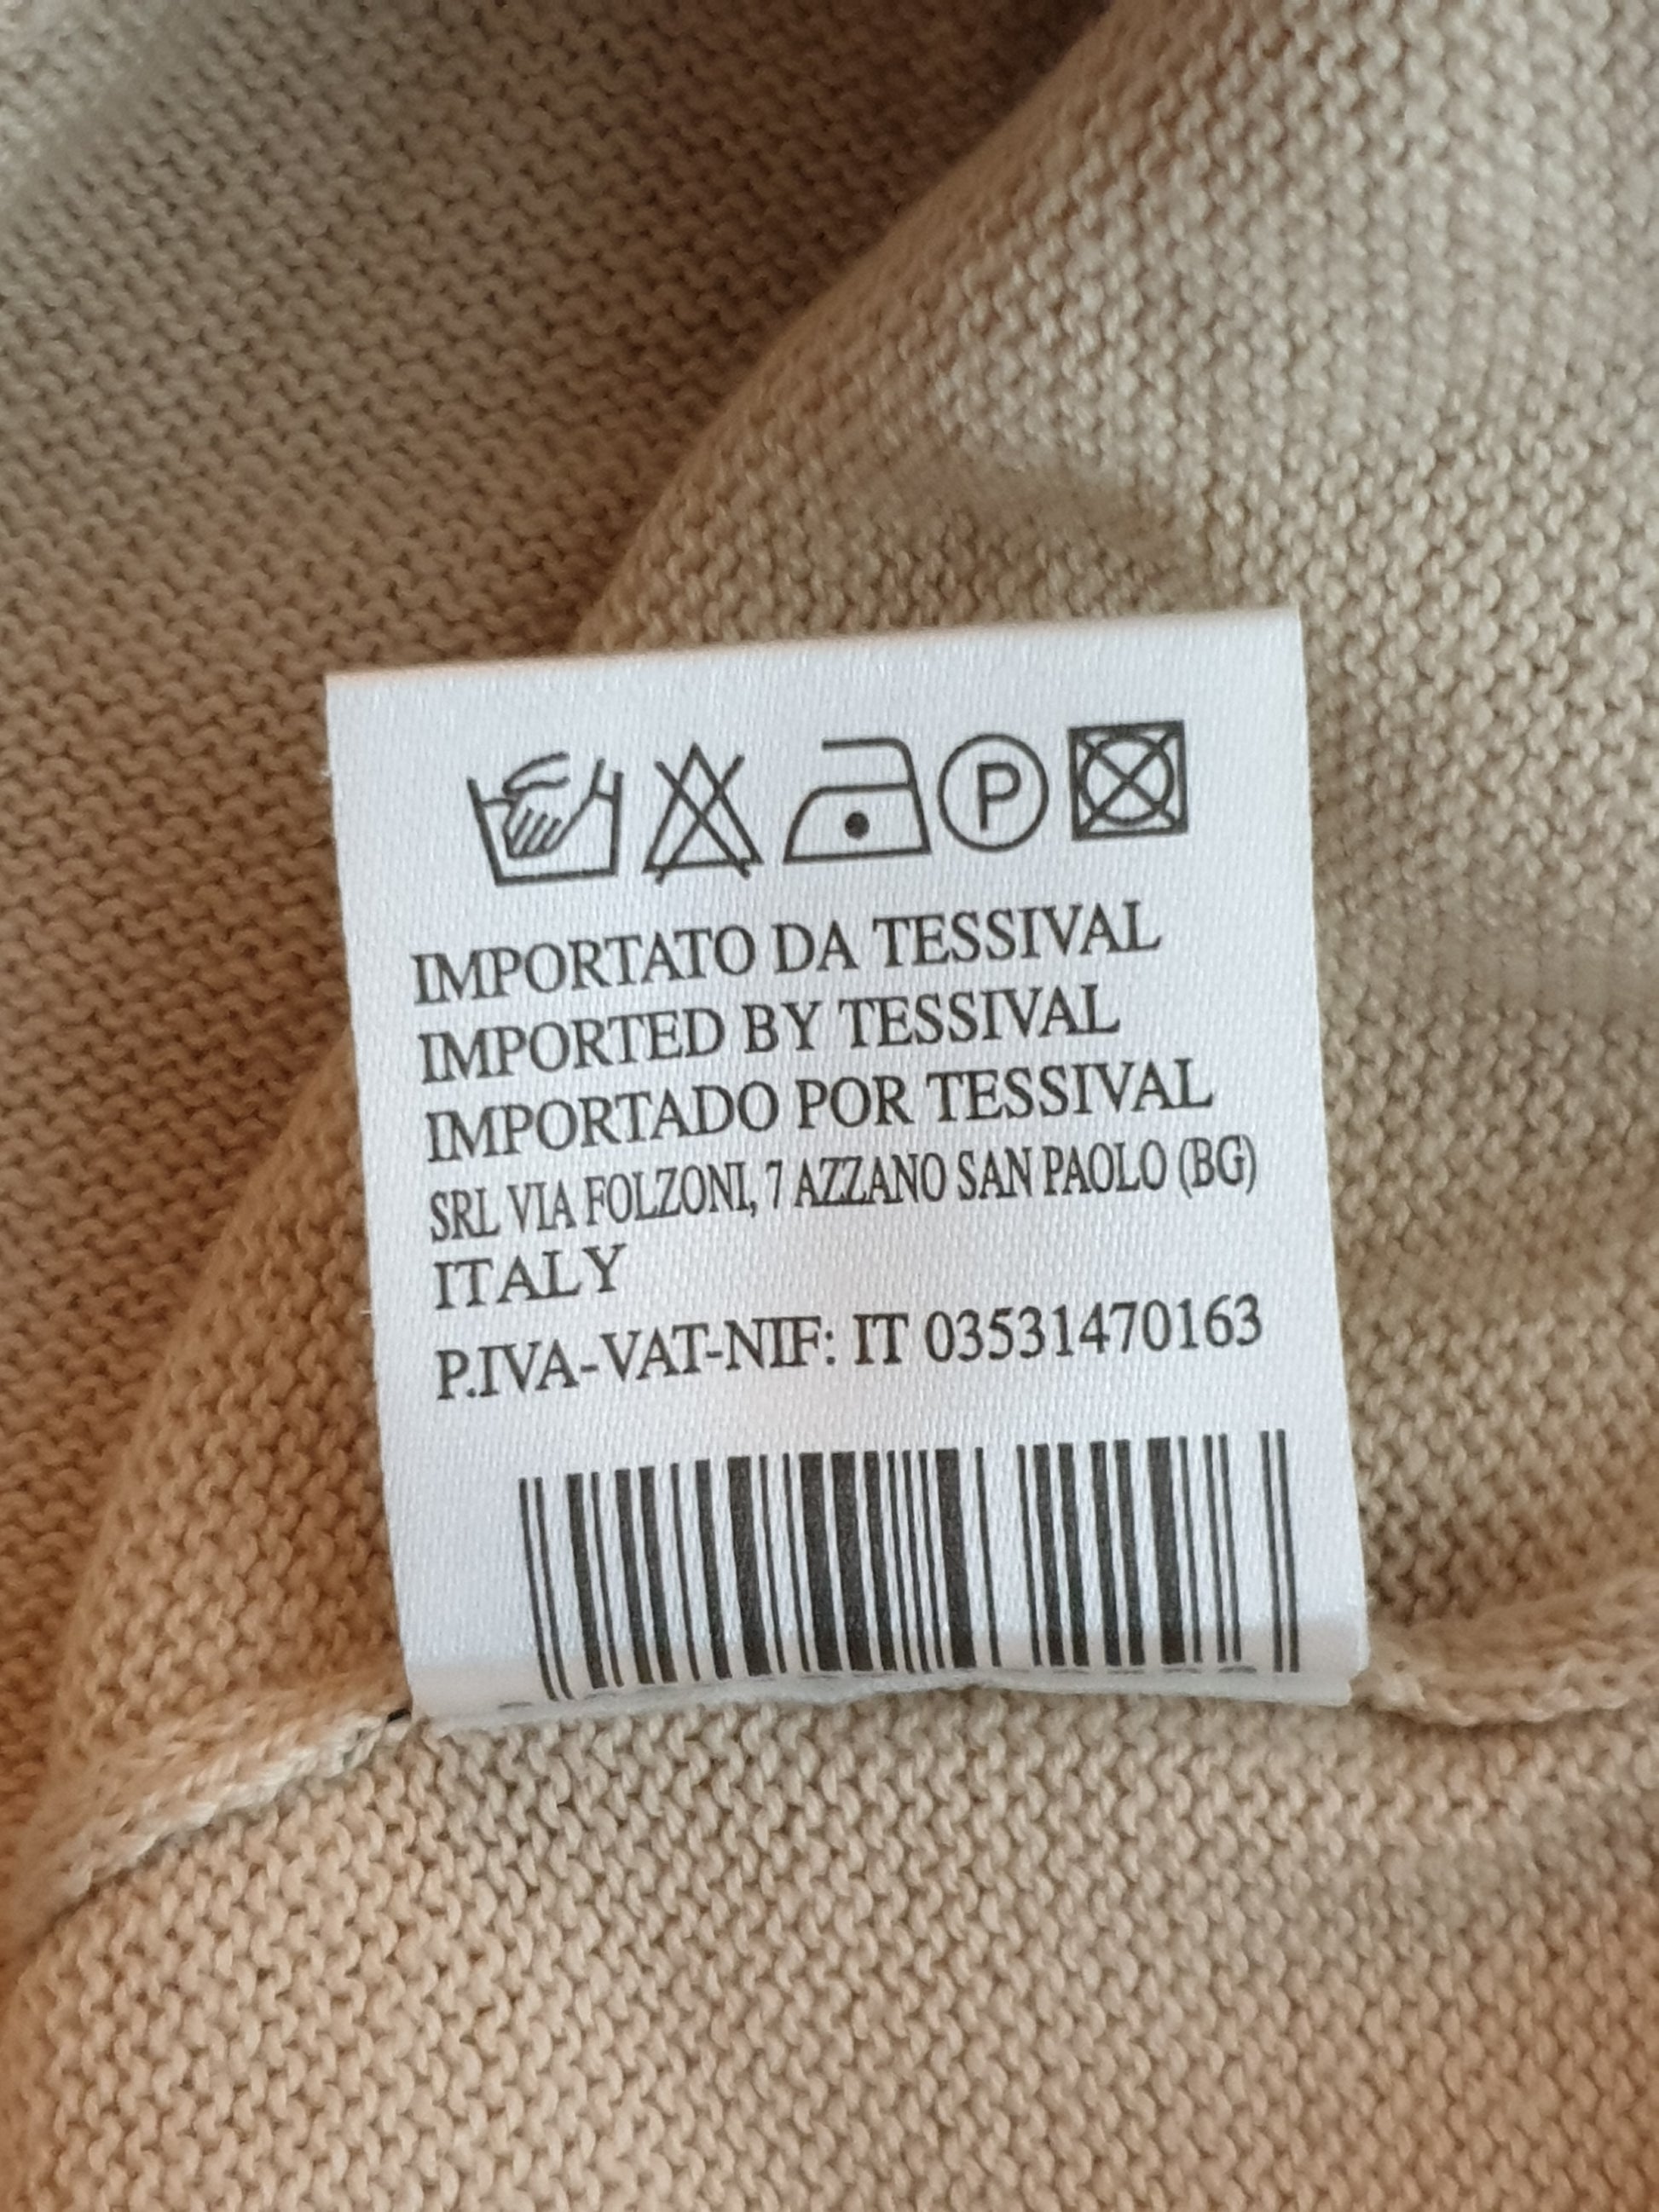 P
IMPORTATO DA TESSIVAL
IMPORTED BY TESSIVAL
IMPORTADO POR TESSIVAL
SRL VIA FOLZONI, 7 AZZANO SAN PAOLO (BG)
ITALY
P.IVA-VAT-NIF: IT 03531470163